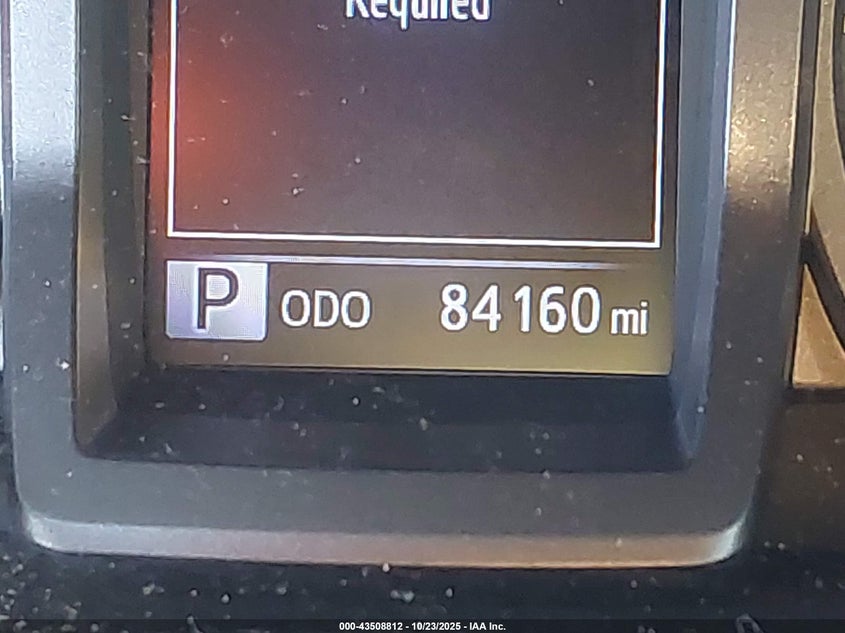 Required
P ODO 84160 mi
000-43508812 - 10/23/2025 - IAA Inc.